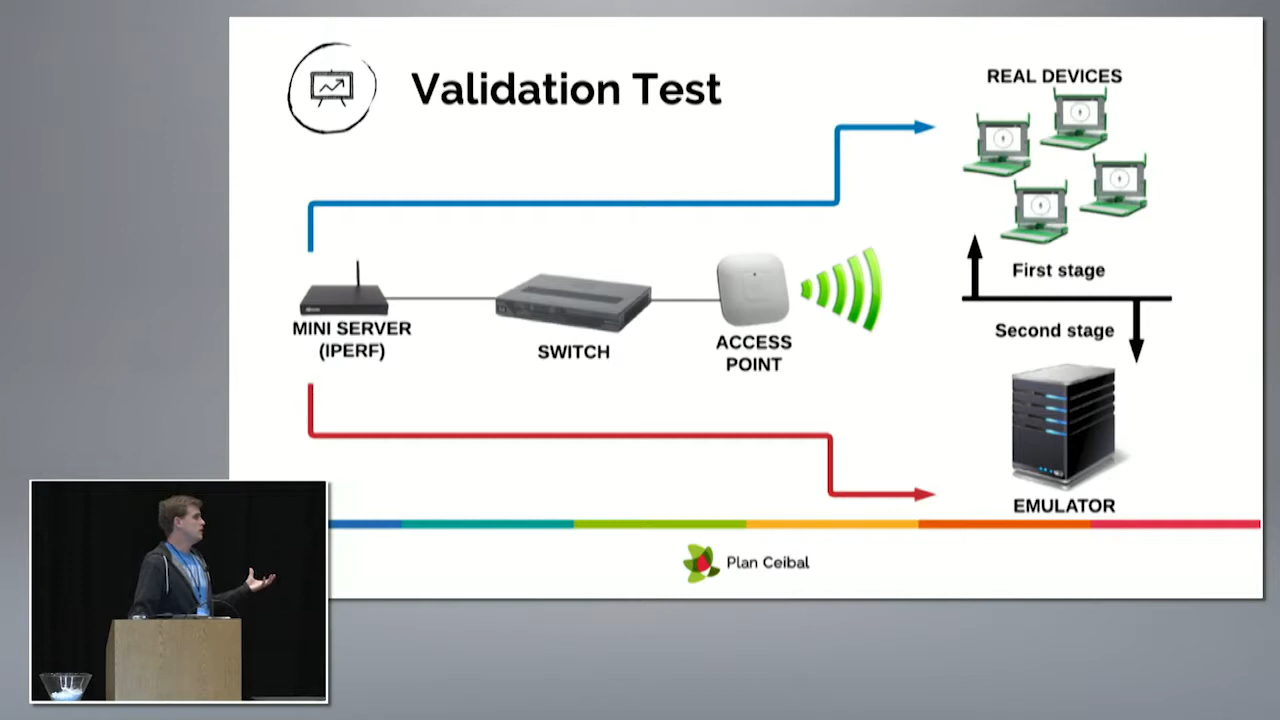 Validation Test
REAL DEVICES
First stage
Second stage
MINI SERVER
(IPERF)
SWITCH
ACCESS
POINT
EMULATOR
Plan Ceibal